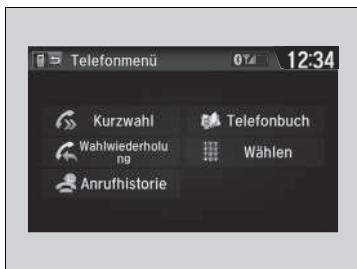 Telefonmenü 12:34
Kurzwahl Telefonbuch
Wahlwiederholu
ng
Wählen
Anrufhistorie